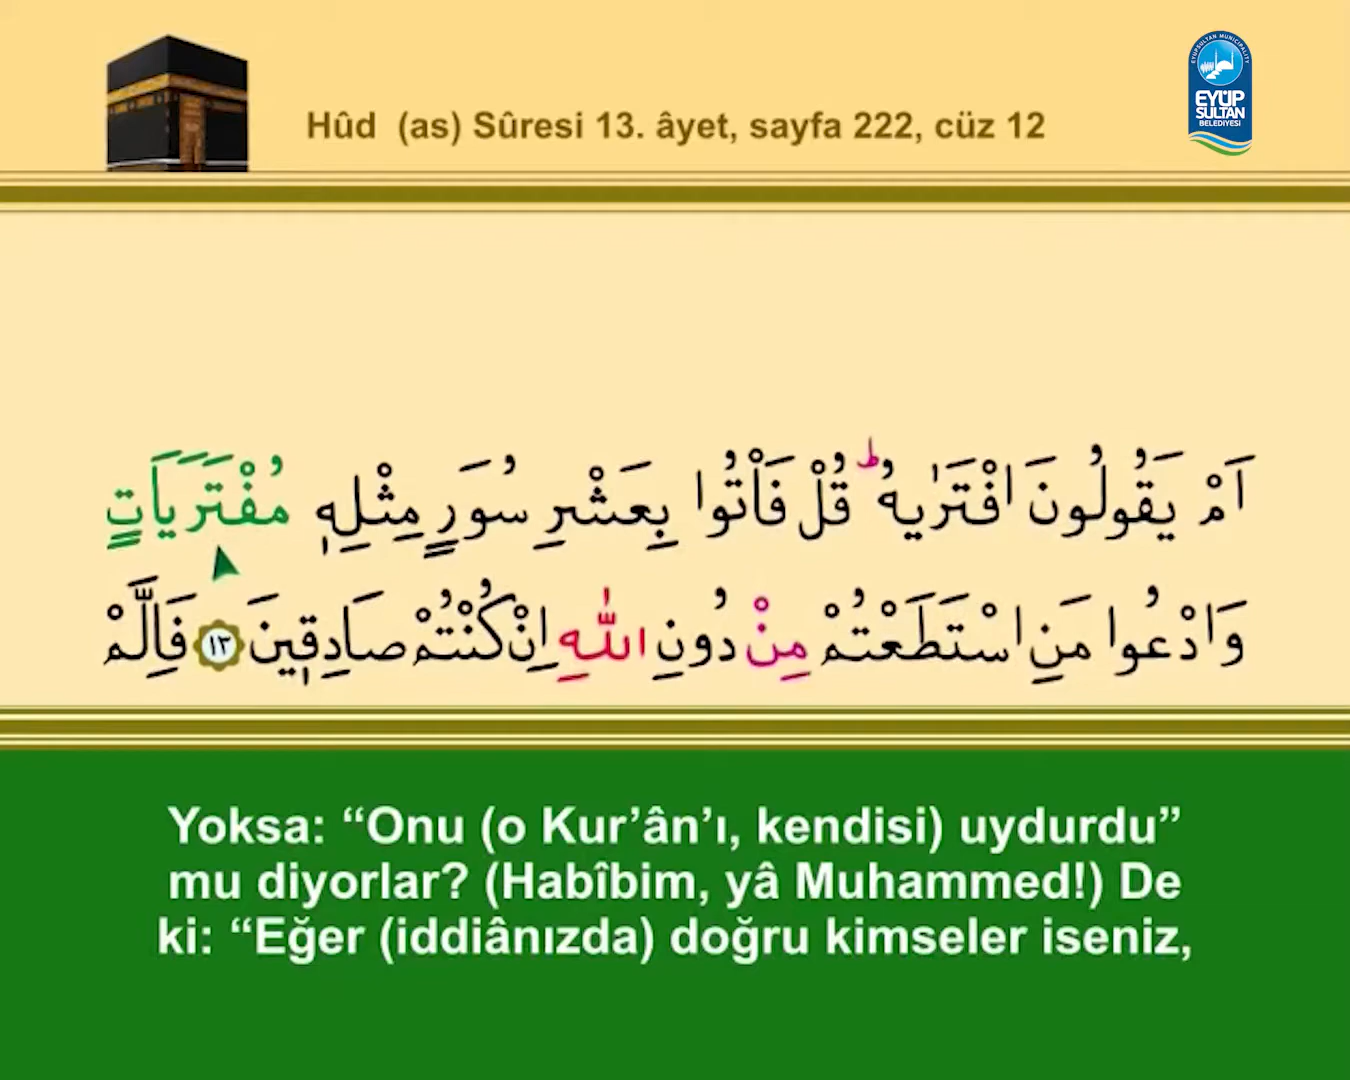 EYÜPSULTAN MUNICIPALITY
EYÜP
SULTAN
BELEDİYESİ
Hûd (as) Sûresi 13. âyet, sayfa 222, cüz 12
اَمْ يَقُولُونَ افْتَرٰيهُ ؕ قُلْ فَاْتُوا بِعَشْرِ سُوَرٍ مِثْلِهٖ مُفْتَرَيَاتٍ
وَادْعُوا مَنِ اسْتَطَعْتُمْ مِنْ دُونِ اللّٰهِ اِنْ كُنْتُمْ صَادِقٖينَ ١٣ فَاِلَّمْ
Yoksa: “Onu (o Kur’ân’ı, kendisi) uydurdu”
mu diyorlar? (Habîbim, yâ Muhammed!) De
ki: “Eğer (iddiânızda) doğru kimseler iseniz,